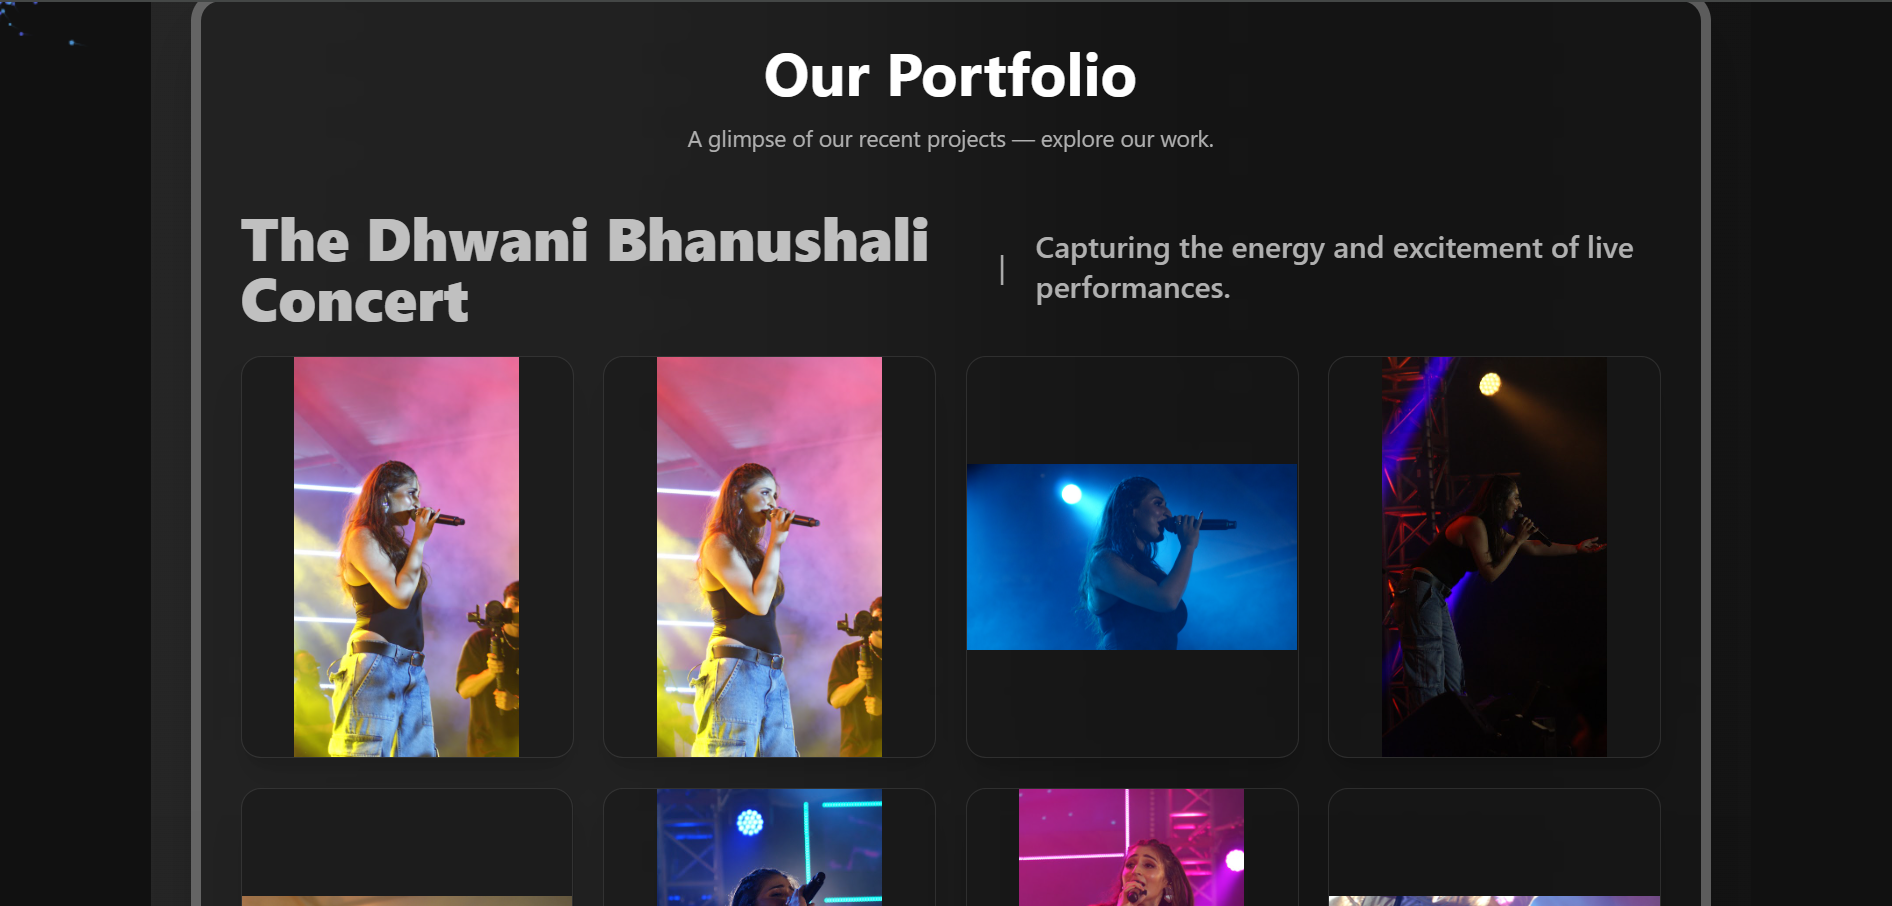 Our Portfolio
A glimpse of our recent projects — explore our work.
The Dhwani Bhanushali
Concert
|
Capturing the energy and excitement of live
performances.